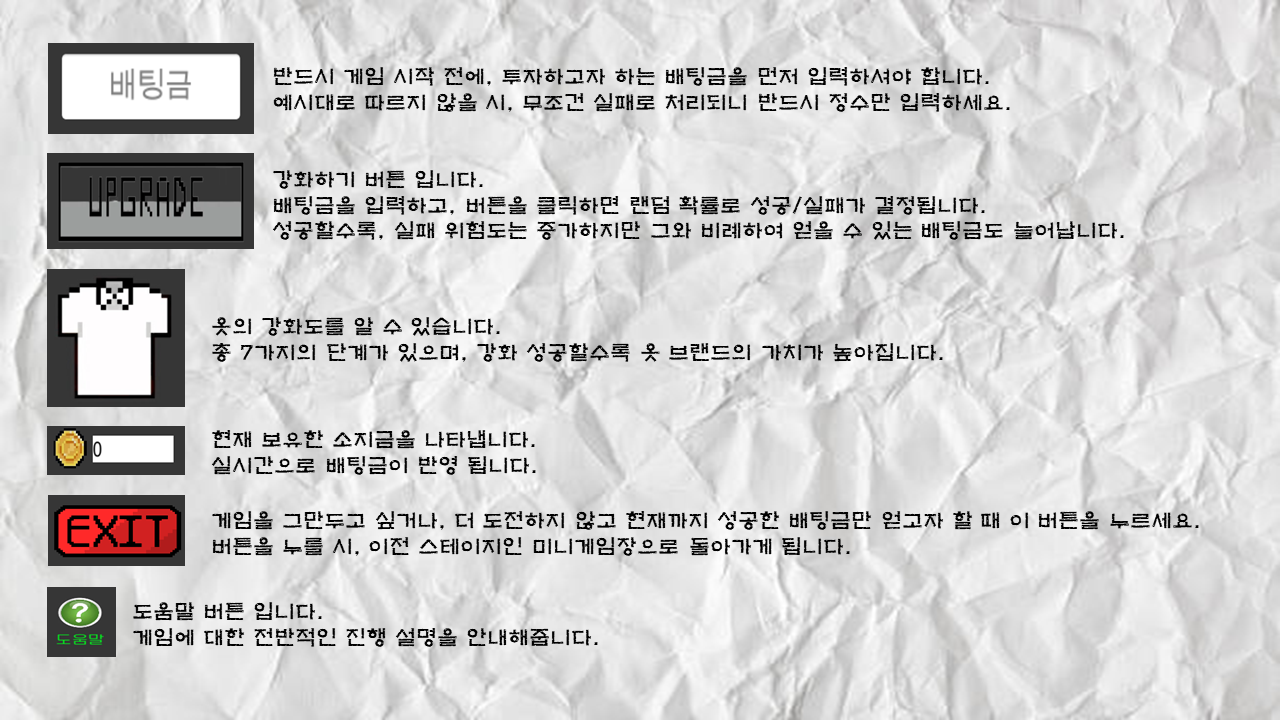 배팅금
반드시 게임 시작 전에, 투자하고자 하는 배팅금을 먼저 입력하셔야 합니다.
예시대로 따르지 않을 시, 무조건 실패로 처리되니 반드시 정수만 입력하세요.
UPGRADE
강화하기 버튼 입니다.
배팅금을 입력하고, 버튼을 클릭하면 랜덤 확률로 성공/실패가 결정됩니다.
성공할수록, 실패 위험도는 증가하지만 그와 비례하여 얻을 수 있는 배팅금도 늘어납니다.
옷의 강화도를 알 수 있습니다.
총 7가지의 단계가 있으며, 강화 성공할수록 옷 브랜드의 가치가 높아집니다.
0
현재 보유한 소지금을 나타냅니다.
실시간으로 배팅금이 반영 됩니다.
EXIT
게임을 그만두고 싶거나, 더 도전하지 않고 현재까지 성공한 배팅금만 얻고자 할 때 이 버튼을 누르세요.
버튼을 누를 시, 이전 스테이지인 미니게임장으로 돌아가게 됩니다.
?
도움말
도움말 버튼 입니다.
게임에 대한 전반적인 진행 설명을 안내해줍니다.